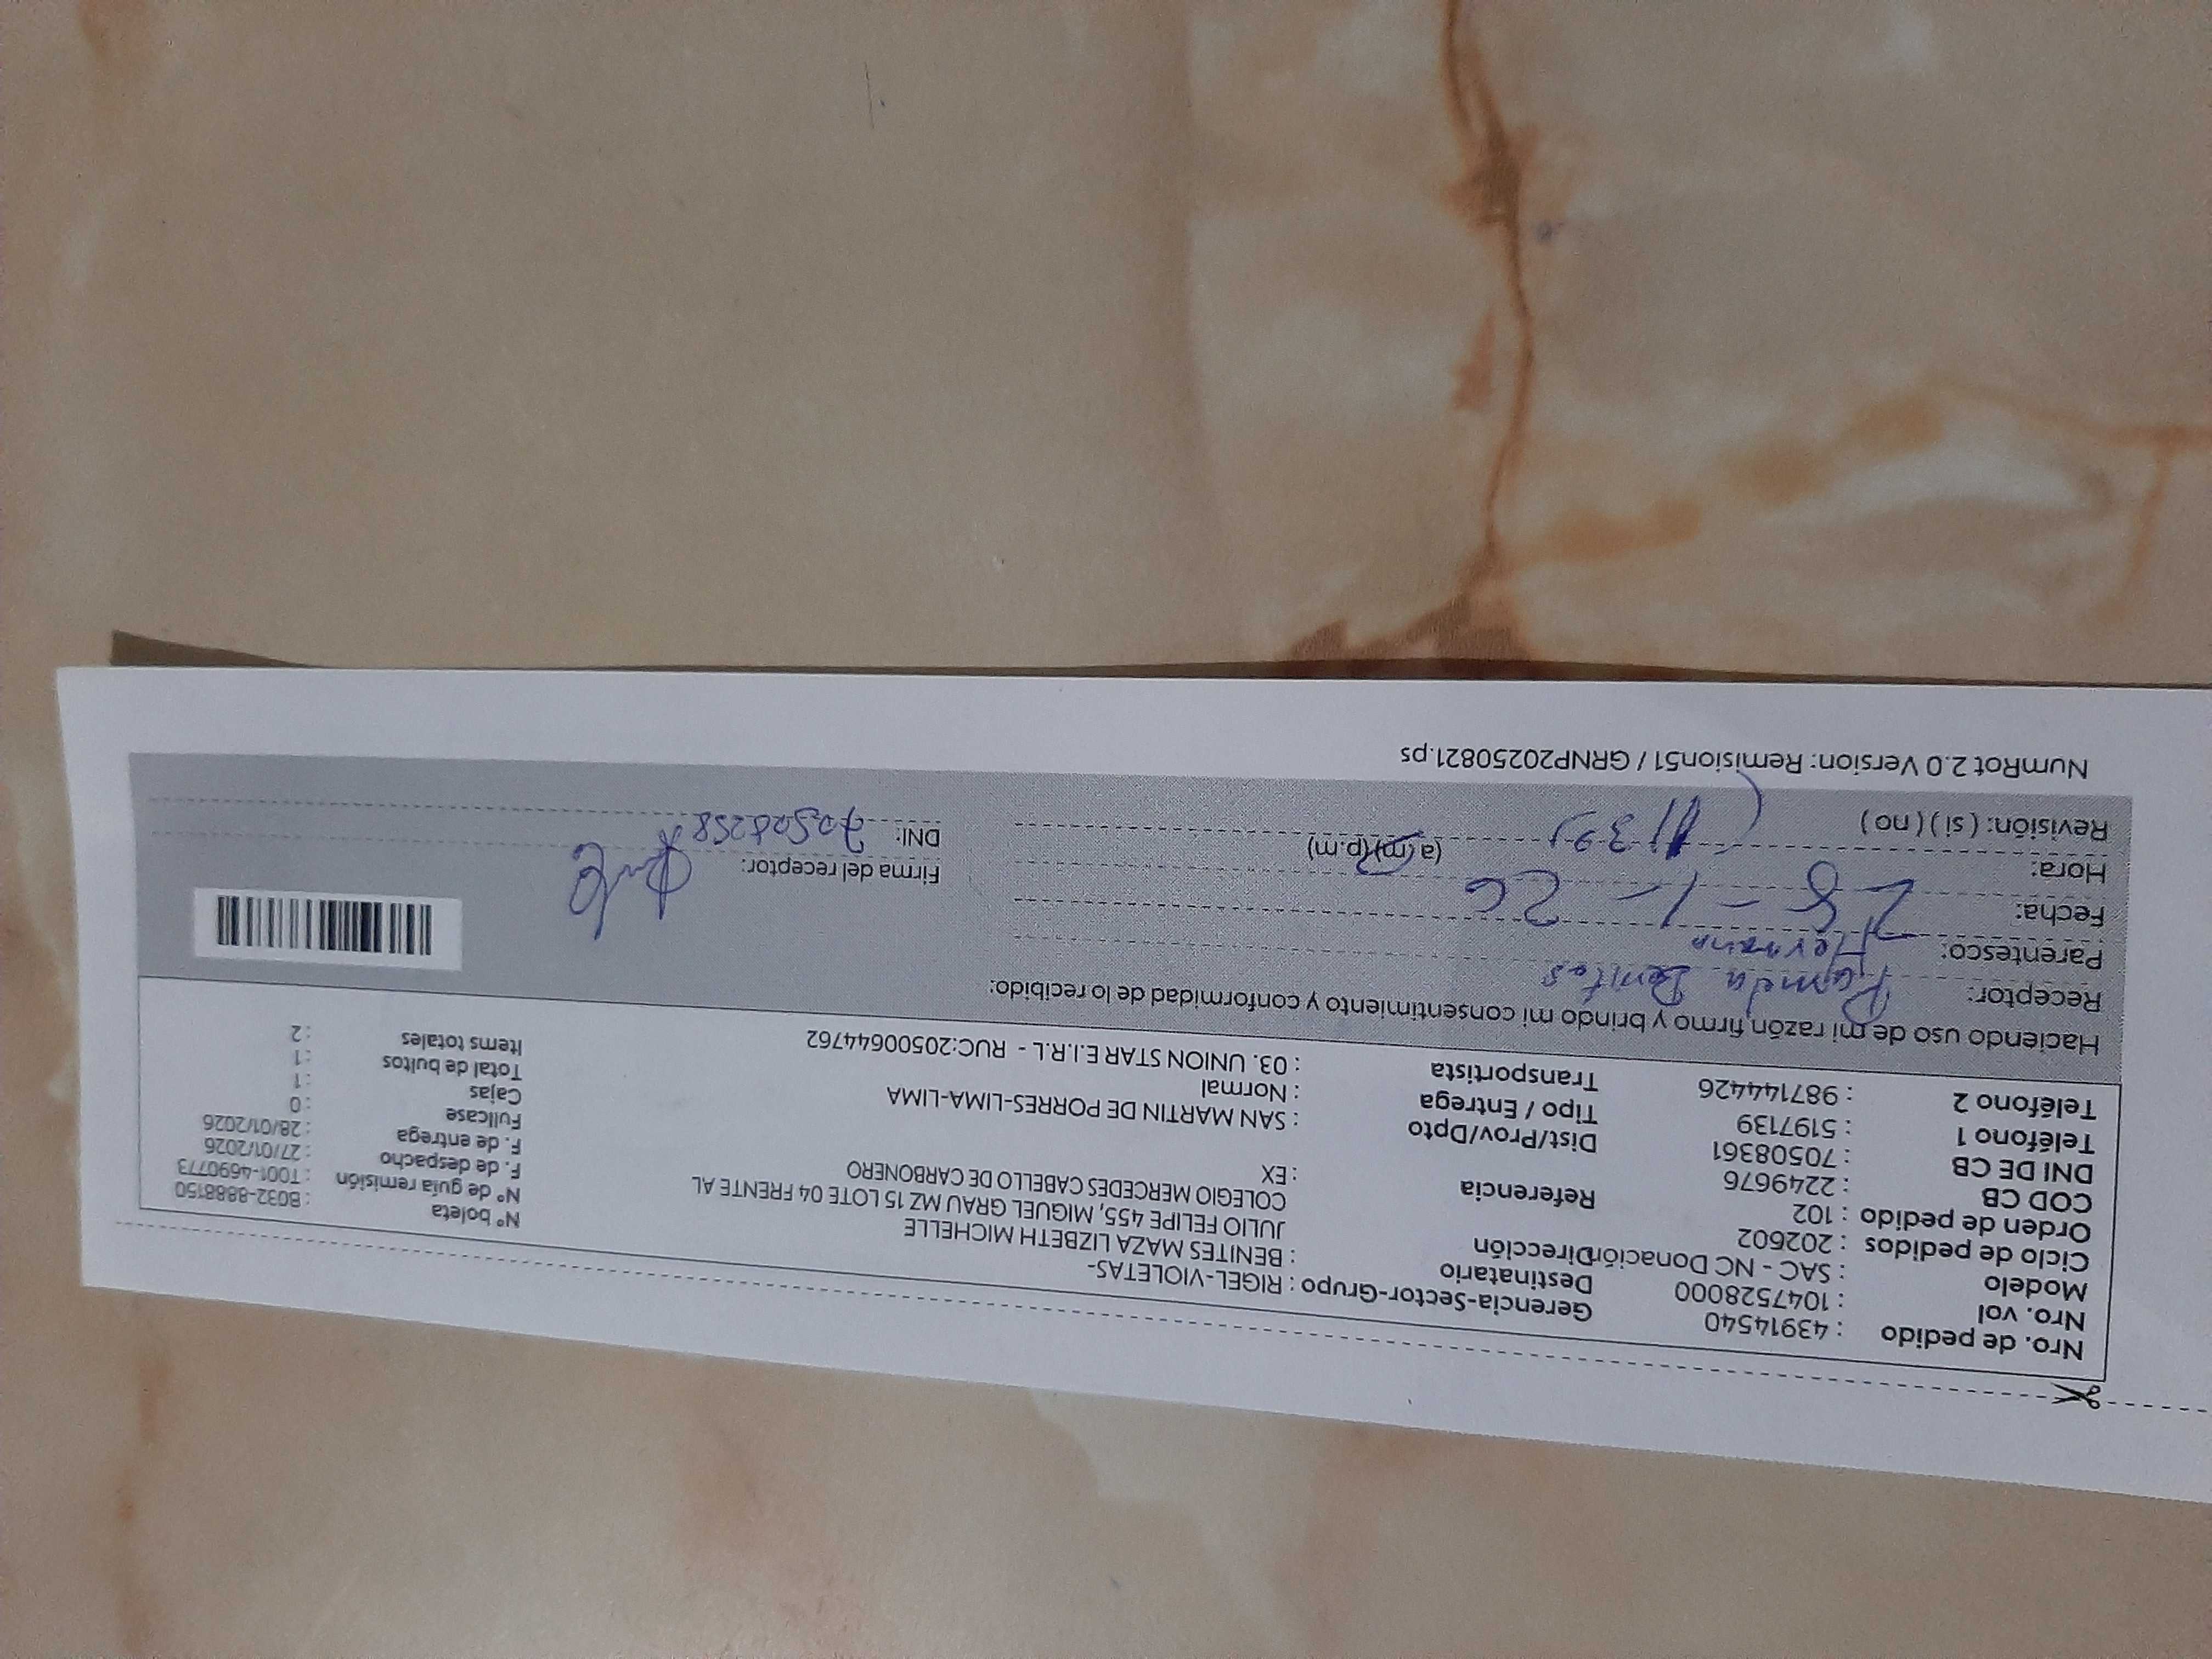 Nro. de pedido : 43914540 Gerencia-Sector-Grupo : RIGEL-VIOLETAS- Nº boleta : B032-8888150
Nro. vol : 1047528000 Destinatario : BENITES MAZA LIZBETH MICHELLE Nº de guía remisión : T001-4690773
Modelo : SAC - NC Donación Dirección JULIO FELIPE 455, MIGUEL GRAU MZ 15 LOTE 04 FRENTE AL F. de despacho : 27/01/2026
Ciclo de pedidos : 202602 COLEGIO MERCEDES CABELLO DE CARBONERO F. de entrega : 28/01/2026
Orden de pedido : 102 Referencia : EX Fullcase : 0
COD CB : 2249676 Dist/Prov/Dpto : SAN MARTIN DE PORRES-LIMA-LIMA Cajas : 1
DNI DE CB : 70508361 Tipo / Entrega : Normal Total de bultos : 1
Teléfono 1 : 5197139 Transportista : 03. UNION STAR E.I.R.L - RUC:20500644762 Items totales : 2
Teléfono 2 : 987144426
Haciendo uso de mi razón firmo y brindo mi consentimiento y conformidad de lo recibido:
Receptor: Pamela Benites
Parentesco: Hermana
Fecha: 28-1-26 Firma del receptor:
Hora: 11 39 (a.m) (p.m) DNI:
Revisión: ( si ) ( no )
NumRot 2.0 Version: Remision51 / GRNP20250821.ps